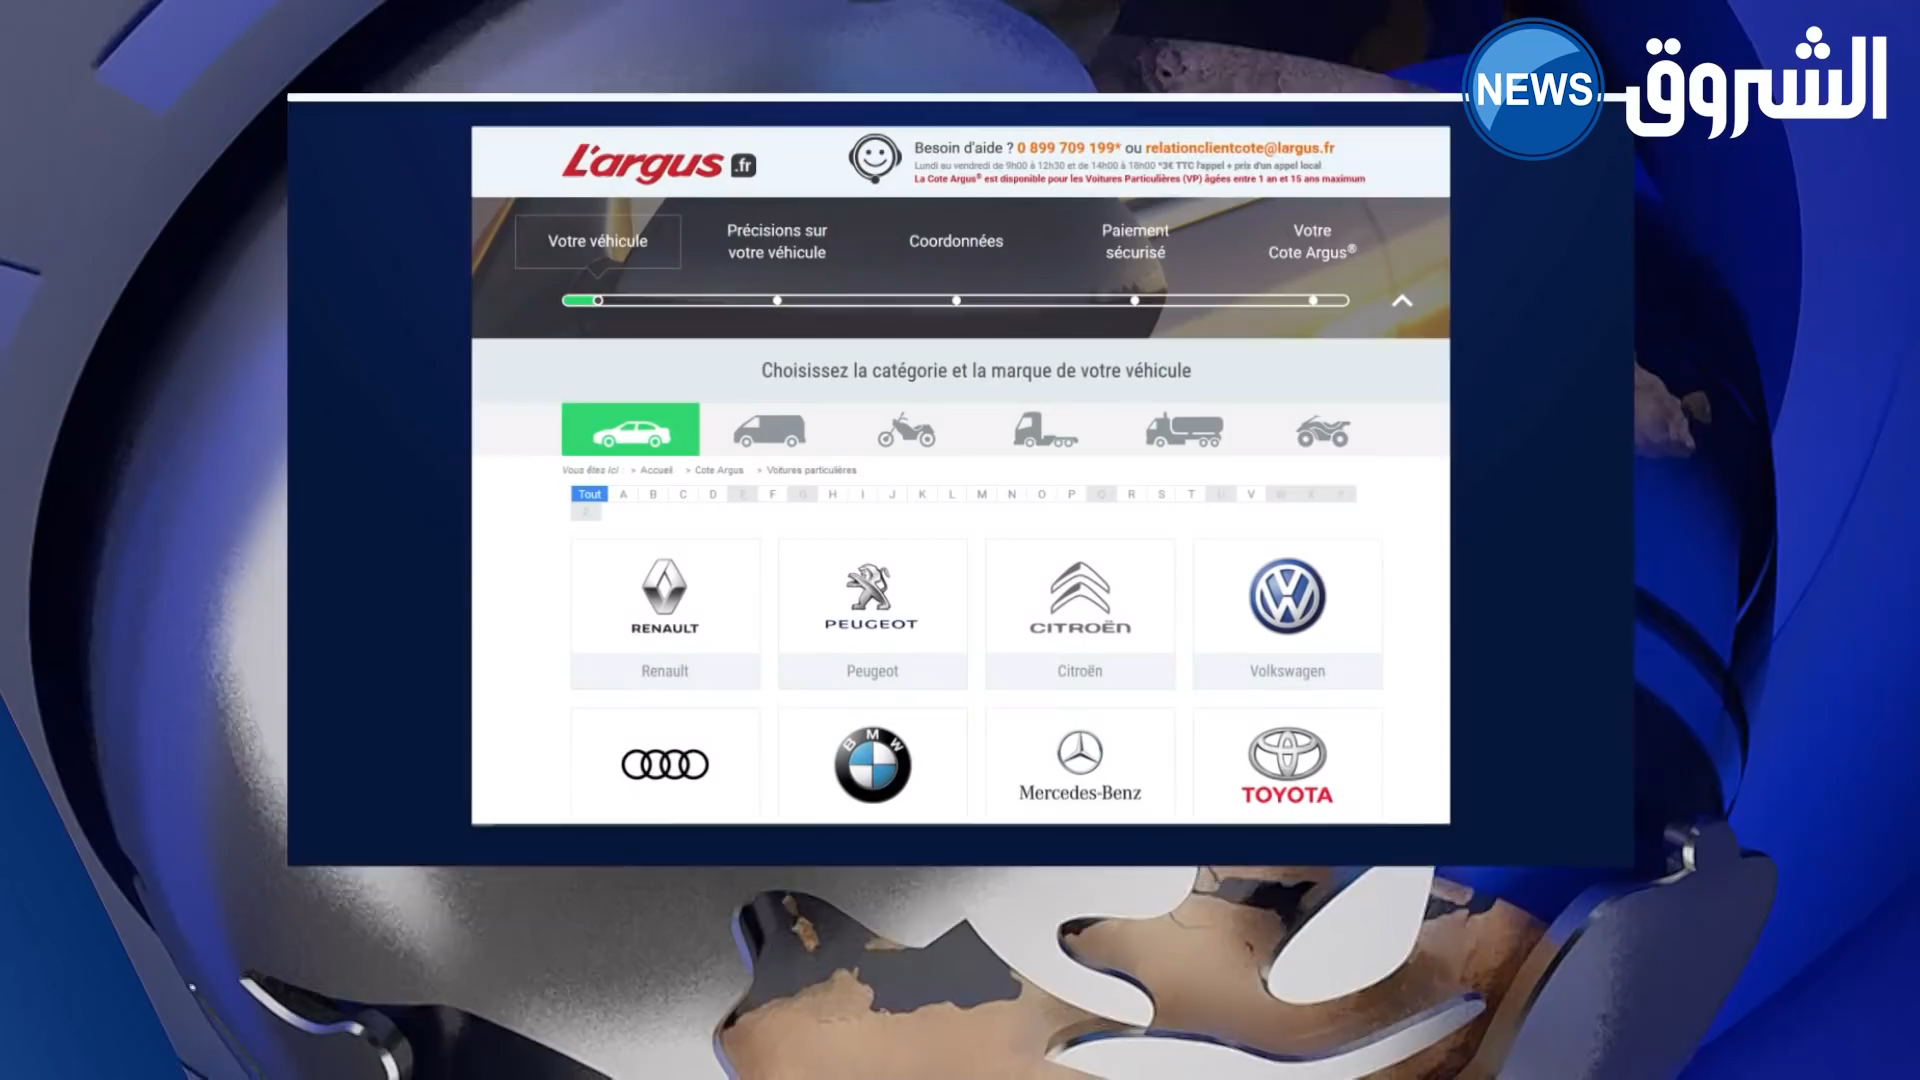 NEWS
الشروق
L'argus.fr
Besoin d'aide ? 0 899 709 199* ou relationclientcote@largus.fr
Lundi au vendredi de 9h00 à 12h30 et de 14h00 à 18h00 *3€ TTC l'appel + prix d'un appel local
La Cote Argus® est disponible pour les Voitures Particulières (VP) âgées entre 1 an et 15 ans maximum
Votre véhicule
Précisions sur
votre véhicule
Coordonnées
Paiement
sécurisé
Votre
Cote Argus®
Choisissez la catégorie et la marque de votre véhicule
Vous êtes ici : > Accueil > Cote Argus > Voitures particulières
Tout A B C D E F G H I J K L M N O P Q R S T U V W X Y
Z
RENAULT
PEUGEOT
CITROËN
Renault
Peugeot
Citroën
Volkswagen
BMW
Mercedes-Benz
TOYOTA